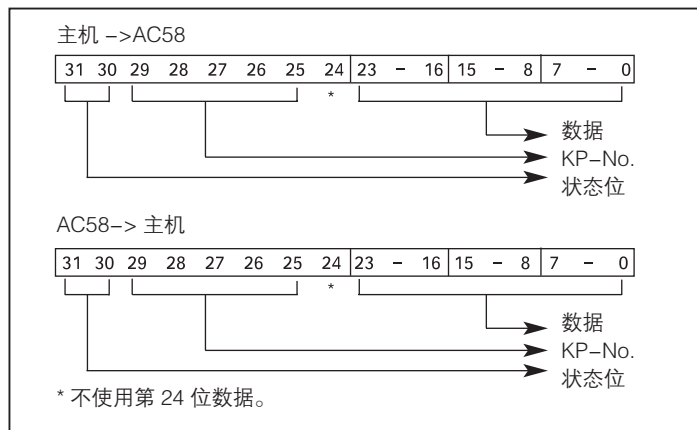 主机 ->AC58
31 30 29 28 27 26 25 24 23 - 16 15 - 8 7 - 0
*
数据
KP-No.
状态位
AC58-> 主机
31 30 29 28 27 26 25 24 23 - 16 15 - 8 7 - 0
*
数据
KP-No.
状态位
* 不使用第 24 位数据。